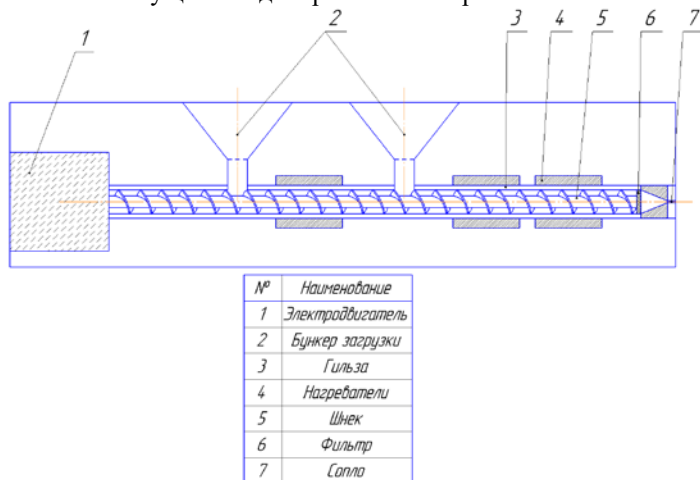 1 2 3 4 5 6 7
№ Наименование
1 Электродвигатель
2 Бункер загрузки
3 Гильза
4 Нагреватели
5 Шнек
6 Фильтр
7 Сопло